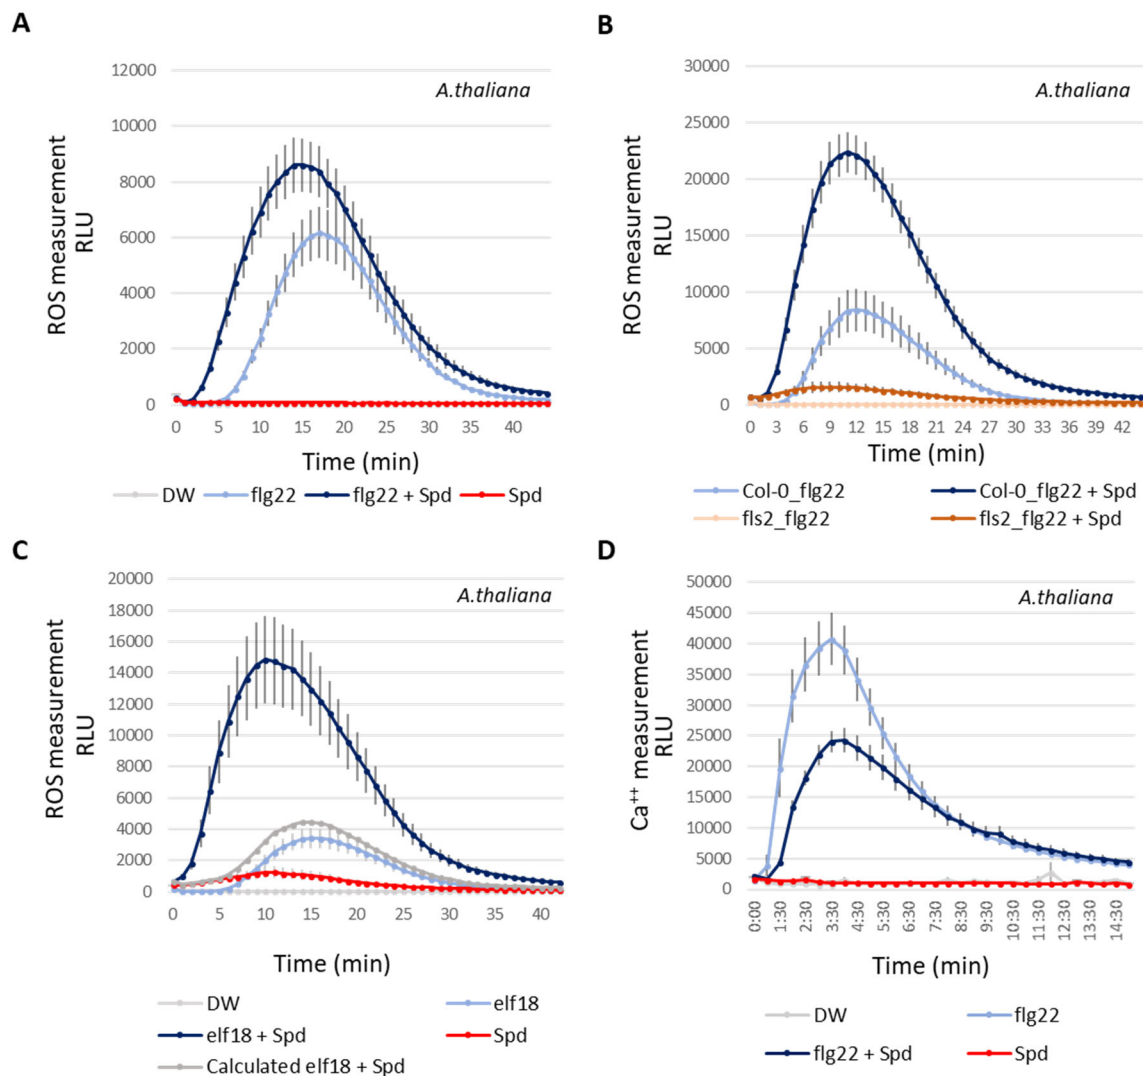 A
A.thaliana
12000
10000
8000
6000
4000
2000
0
ROS measurement
RLU
0 5 10 15 20 25 30 35 40
Time (min)
DW flg22 flg22 + Spd Spd
B
A.thaliana
30000
25000
20000
15000
10000
5000
0
ROS measurement
RLU
0 3 6 9 12 15 18 21 24 27 30 33 36 39 42
Time (min)
Col-0_flg22 Col-0_flg22 + Spd
fls2_flg22 fls2_flg22 + Spd
C
A.thaliana
20000
18000
16000
14000
12000
10000
8000
6000
4000
2000
0
ROS measurement
RLU
0 5 10 15 20 25 30 35 40
Time (min)
DW elf18
elf18 + Spd Spd
Calculated elf18 + Spd
D
A.thaliana
50000
45000
40000
35000
30000
25000
20000
15000
10000
5000
0
Ca⁺⁺ measurement
RLU
0:00 1:30 2:30 3:30 4:30 5:30 6:30 7:30 8:30 9:30 10:30 11:30 12:30 13:30 14:30
Time (min)
DW flg22
flg22 + Spd Spd